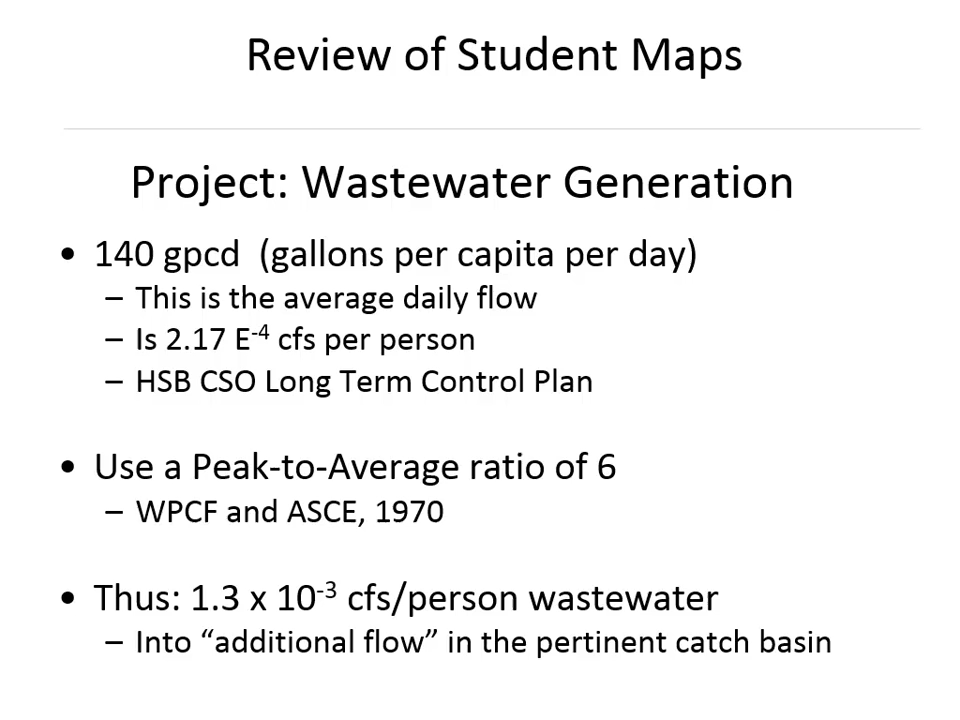 Review of Student Maps
Project: Wastewater Generation
• 140 gpcd (gallons per capita per day)
– This is the average daily flow
– Is 2.17 E⁻⁴ cfs per person
– HSB CSO Long Term Control Plan
• Use a Peak-to-Average ratio of 6
– WPCF and ASCE, 1970
• Thus: 1.3 x 10⁻³ cfs/person wastewater
– Into “additional flow” in the pertinent catch basin